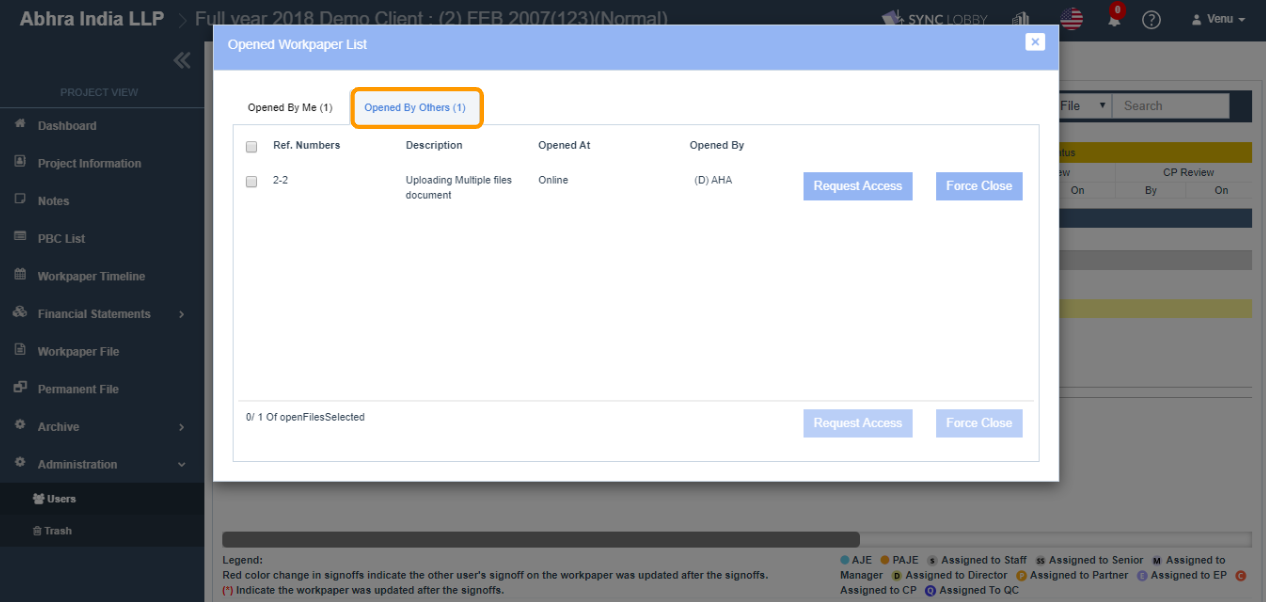 Abhra India LLP
Full year 2018 Demo Client : (2) FEB 2007(123)(Normal)
SYNC LOBBY
0
?
Venu
Opened Workpaper List
×
PROJECT VIEW
Dashboard
Project Information
Notes
PBC List
Workpaper Timeline
Financial Statements
Workpaper File
Permanent File
Archive
Administration
Users
Trash
Opened By Me (1)
Opened By Others (1)
Ref. Numbers Description Opened At Opened By
2-2 Uploading Multiple files Online (D) AHA Request Access Force Close
document
0/ 1 Of openFilesSelected Request Access Force Close
File Search
CP Review
On By On
Legend:
Red color change in signoffs indicate the other user's signoff on the workpaper was updated after the signoffs.
(*) Indicate the workpaper was updated after the signoffs.
AJE PAJE S Assigned to Staff SS Assigned to Senior M Assigned to
Manager D Assigned to Director P Assigned to Partner E Assigned to EP C
Assigned to CP Q Assigned To QC